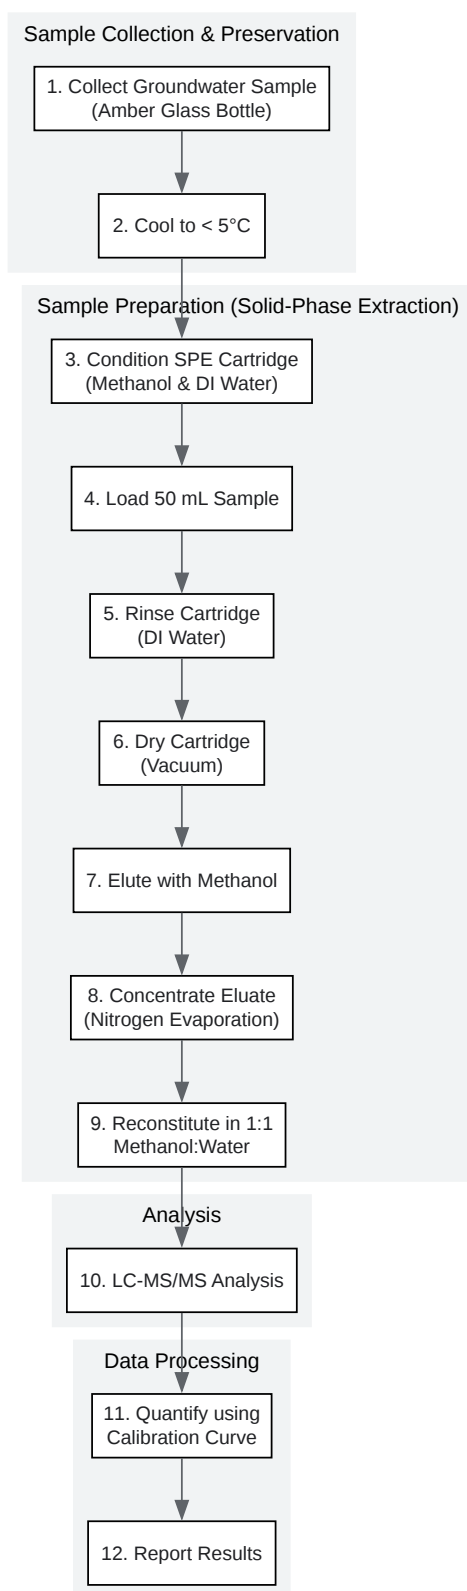 Sample Collection & Preservation
1. Collect Groundwater Sample
(Amber Glass Bottle)
2. Cool to < 5°C
Sample Preparation (Solid-Phase Extraction)
3. Condition SPE Cartridge
(Methanol & DI Water)
4. Load 50 mL Sample
5. Rinse Cartridge
(DI Water)
6. Dry Cartridge
(Vacuum)
7. Elute with Methanol
8. Concentrate Eluate
(Nitrogen Evaporation)
9. Reconstitute in 1:1
Methanol:Water
Analysis
10. LC-MS/MS Analysis
Data Processing
11. Quantify using
Calibration Curve
12. Report Results